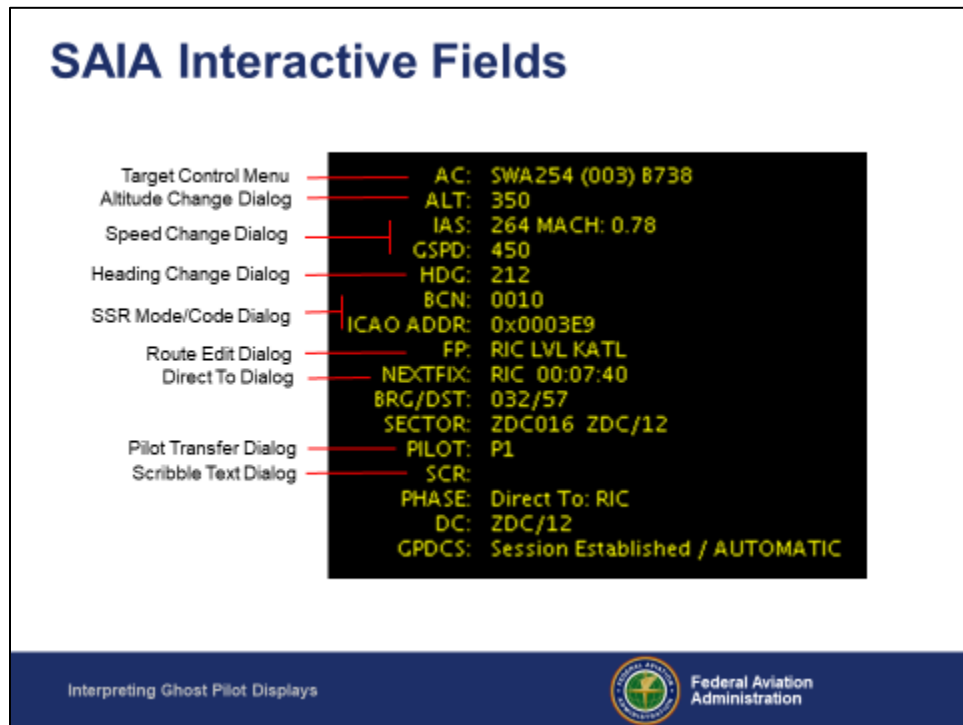 SAIA Interactive Fields
Target Control Menu
AC: SWA254 (003) B738
Altitude Change Dialog
ALT: 350
Speed Change Dialog
IAS: 264 MACH: 0.78
GSPD: 450
Heading Change Dialog
HDG: 212
SSR Mode/Code Dialog
BCN: 0010
ICAO ADDR: 0x0003E9
Route Edit Dialog
FP: RIC LVL KATL
Direct To Dialog
NEXTFIX: RIC 00:07:40
BRG/DST: 032/57
SECTOR: ZDC016 ZDC/12
Pilot Transfer Dialog
PILOT: P1
Scribble Text Dialog
SCR:
PHASE: Direct To: RIC
DC: ZDC/12
GPDCS: Session Established / AUTOMATIC
Interpreting Ghost Pilot Displays
Federal Aviation
Administration